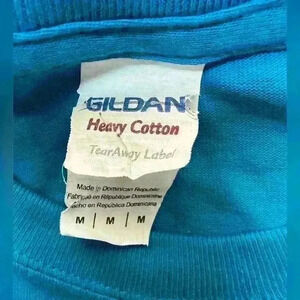 GILDAN
Heavy Cotton
TearAway Label
Made in Dominican Republic
Fabriqué en République Dominicaine
Hecho en República Dominicana
M | M | M